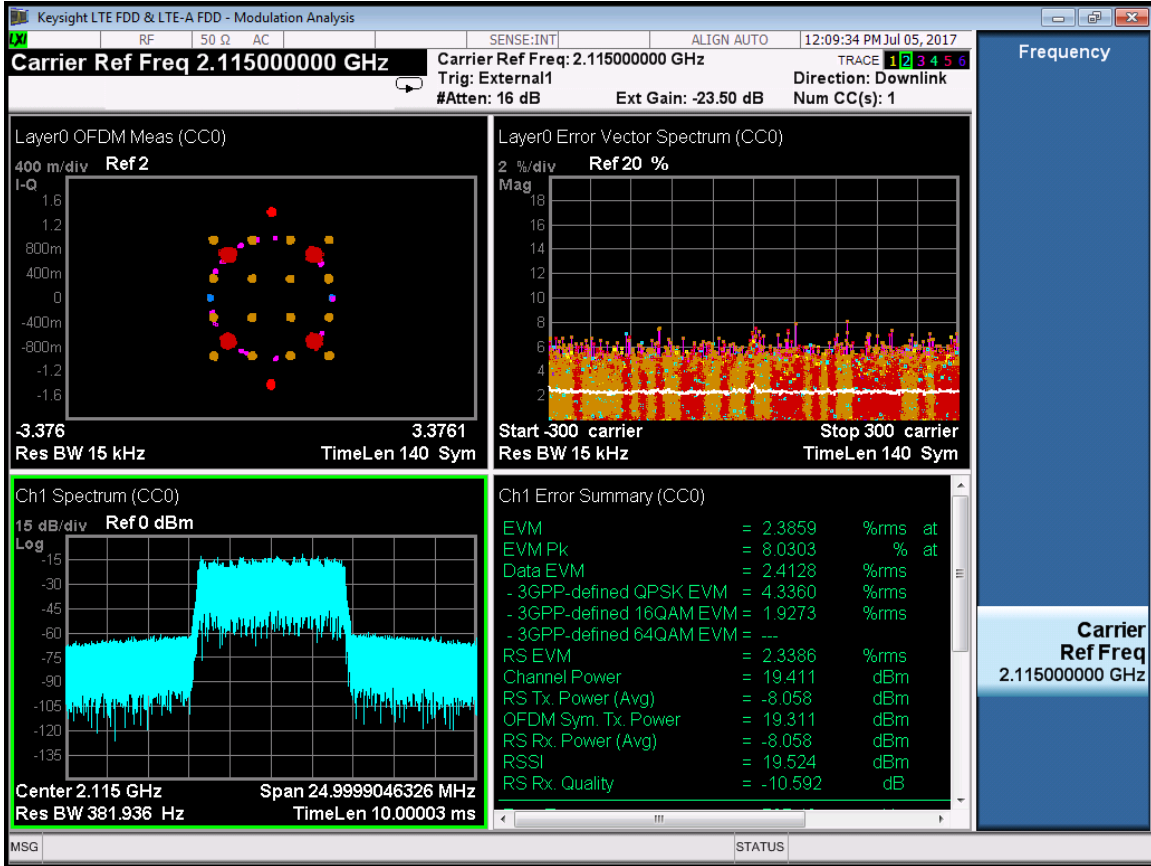 Keysight LTE FDD & LTE-A FDD - Modulation Analysis
LXI RF 50 Ω AC SENSE:INT ALIGN AUTO 12:09:34 PM Jul 05, 2017
Carrier Ref Freq 2.115000000 GHz
Carrier Ref Freq: 2.115000000 GHz
Trig: External1
#Atten: 16 dB Ext Gain: -23.50 dB
TRACE 1 2 3 4 5 6
Direction: Downlink
Num CC(s): 1
Frequency
Layer0 OFDM Meas (CC0)
400 m/div Ref 2
I-Q
1.6
1.2
800m
400m
0
-400m
-800m
-1.2
-1.6
-3.376 3.3761
Res BW 15 kHz TimeLen 140 Sym
Layer0 Error Vector Spectrum (CC0)
2 %/div Ref 20 %
Mag
18
16
14
12
10
8
6
4
2
Start -300 carrier Stop 300 carrier
Res BW 15 kHz TimeLen 140 Sym
Ch1 Spectrum (CC0)
15 dB/div Ref 0 dBm
Log
-15
-30
-45
-60
-75
-90
-105
-120
-135
Center 2.115 GHz Span 24.9999046326 MHz
Res BW 381.936 Hz TimeLen 10.00003 ms
Ch1 Error Summary (CC0)
EVM = 2.3859 %rms at
EVM Pk = 8.0303 % at
Data EVM = 2.4128 %rms
- 3GPP-defined QPSK EVM = 4.3360 %rms
- 3GPP-defined 16QAM EVM = 1.9273 %rms
- 3GPP-defined 64QAM EVM = ---
RS EVM = 2.3386 %rms
Channel Power = 19.411 dBm
RS Tx. Power (Avg) = -8.058 dBm
OFDM Sym. Tx. Power = 19.311 dBm
RS Rx. Power (Avg) = -8.058 dBm
RSSI = 19.524 dBm
RS Rx. Quality = -10.592 dB
Carrier
Ref Freq
2.115000000 GHz
MSG STATUS